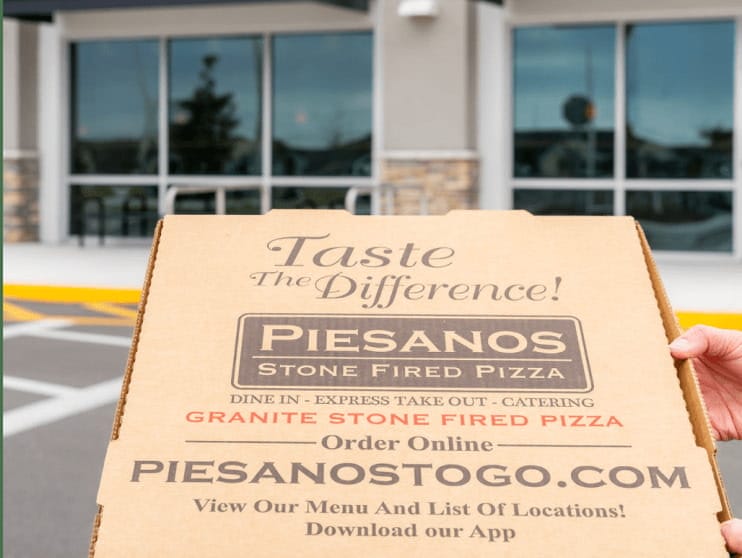 Taste
The Difference!
PIESANOS
STONE FIRED PIZZA
DINE IN - EXPRESS TAKE OUT - CATERING
GRANITE STONE FIRED PIZZA
Order Online
PIESANOSTOGO.COM
View Our Menu And List Of Locations!
Download our App